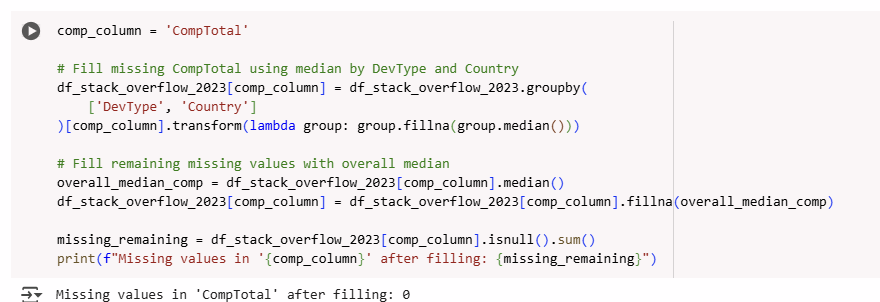 comp_column = 'CompTotal'
# Fill missing CompTotal using median by DevType and Country
df_stack_overflow_2023[comp_column] = df_stack_overflow_2023.groupby(
    ['DevType', 'Country']
)[comp_column].transform(lambda group: group.fillna(group.median()))
# Fill remaining missing values with overall median
overall_median_comp = df_stack_overflow_2023[comp_column].median()
df_stack_overflow_2023[comp_column] = df_stack_overflow_2023[comp_column].fillna(overall_median_comp)
missing_remaining = df_stack_overflow_2023[comp_column].isnull().sum()
print(f"Missing values in '{comp_column}' after filling: {missing_remaining}")
Missing values in 'CompTotal' after filling: 0